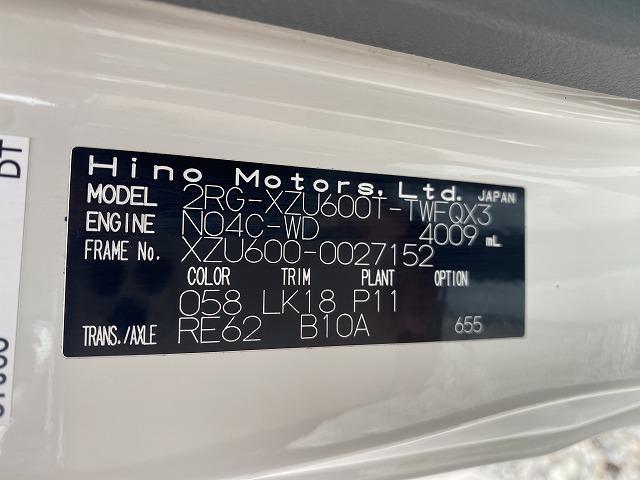 Hino Motors, Ltd. JAPAN
MODEL 2RG-XZU600T-TWFQX3
ENGINE N04C-WD 4009 mL
FRAME No. XZU600-0027152
COLOR TRIM PLANT OPTION
058 LK18 P11
TRANS./AXLE RE62 B10A 655
DT